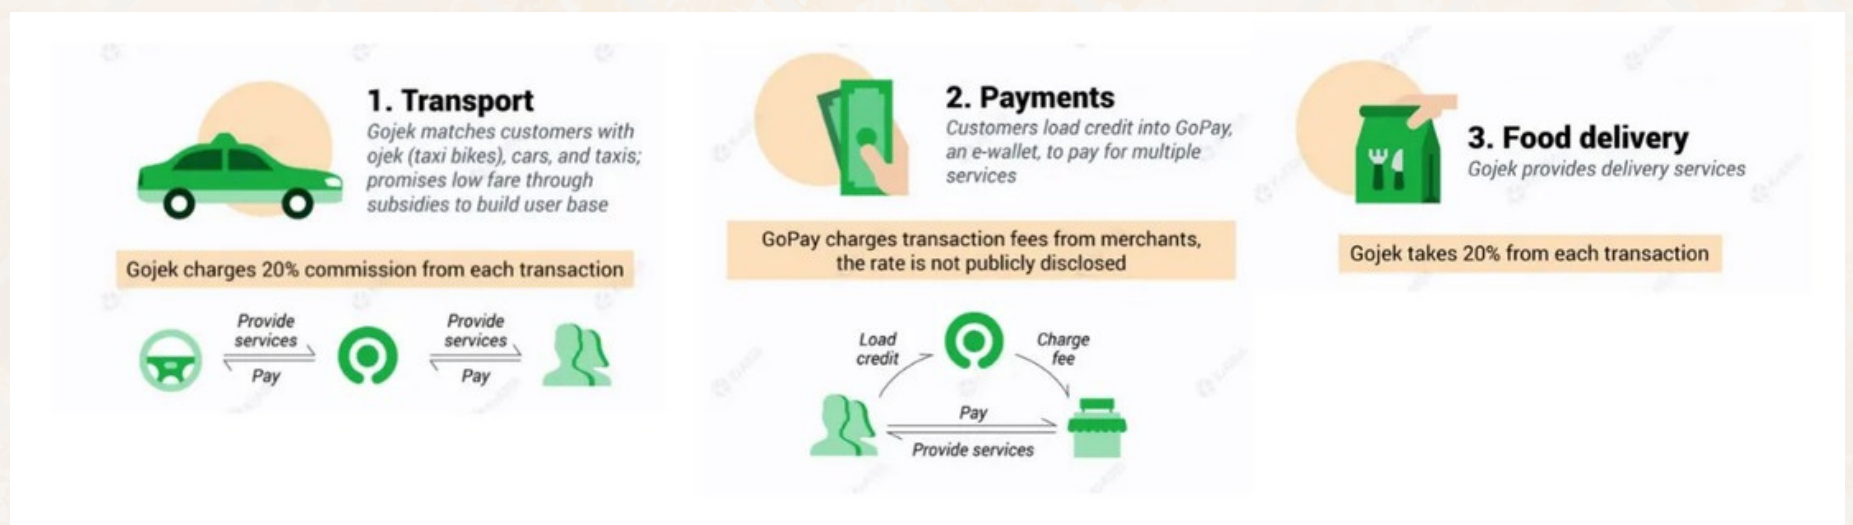 1. Transport
Gojek matches customers with
ojek (taxi bikes), cars, and taxis;
promises low fare through
subsidies to build user base
Gojek charges 20% commission from each transaction
Provide
services
Pay
Provide
services
Pay
2. Payments
Customers load credit into GoPay,
an e-wallet, to pay for multiple
services
GoPay charges transaction fees from merchants,
the rate is not publicly disclosed
Load
credit
Charge
fee
Pay
Provide services
3. Food delivery
Gojek provides delivery services
Gojek takes 20% from each transaction